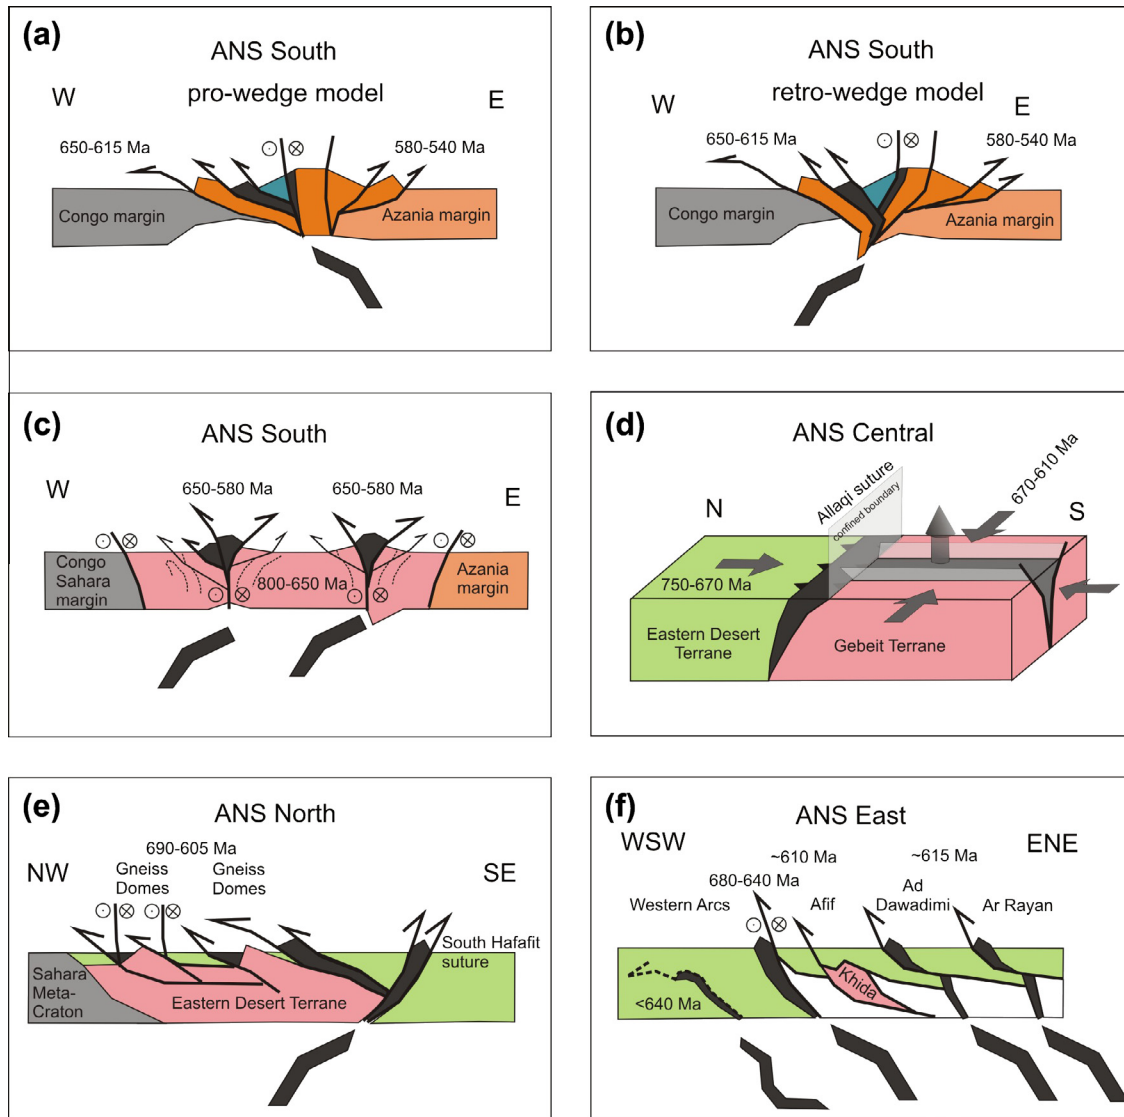 (a)
ANS South
pro-wedge model
W
E
650-615 Ma
580-540 Ma
Congo margin
Azania margin
(b)
ANS South
retro-wedge model
W
E
650-615 Ma
580-540 Ma
Congo margin
Azania margin
(c)
ANS South
W
E
650-580 Ma
650-580 Ma
Congo
Sahara
margin
800-650 Ma
Azania
margin
(d)
ANS Central
N
S
Allaqi suture
confined boundary
670-610 Ma
750-670 Ma
Eastern Desert
Terrane
Gebeit Terrane
(e)
ANS North
NW
SE
690-605 Ma
Gneiss
Domes
Gneiss
Domes
South Hafafit
suture
Sahara
Meta-
Craton
Eastern Desert Terrane
(f)
ANS East
WSW
ENE
~610 Ma
~615 Ma
680-640 Ma
Western Arcs
Afif
Ad
Dawadimi
Ar Rayan
Khida
<640 Ma